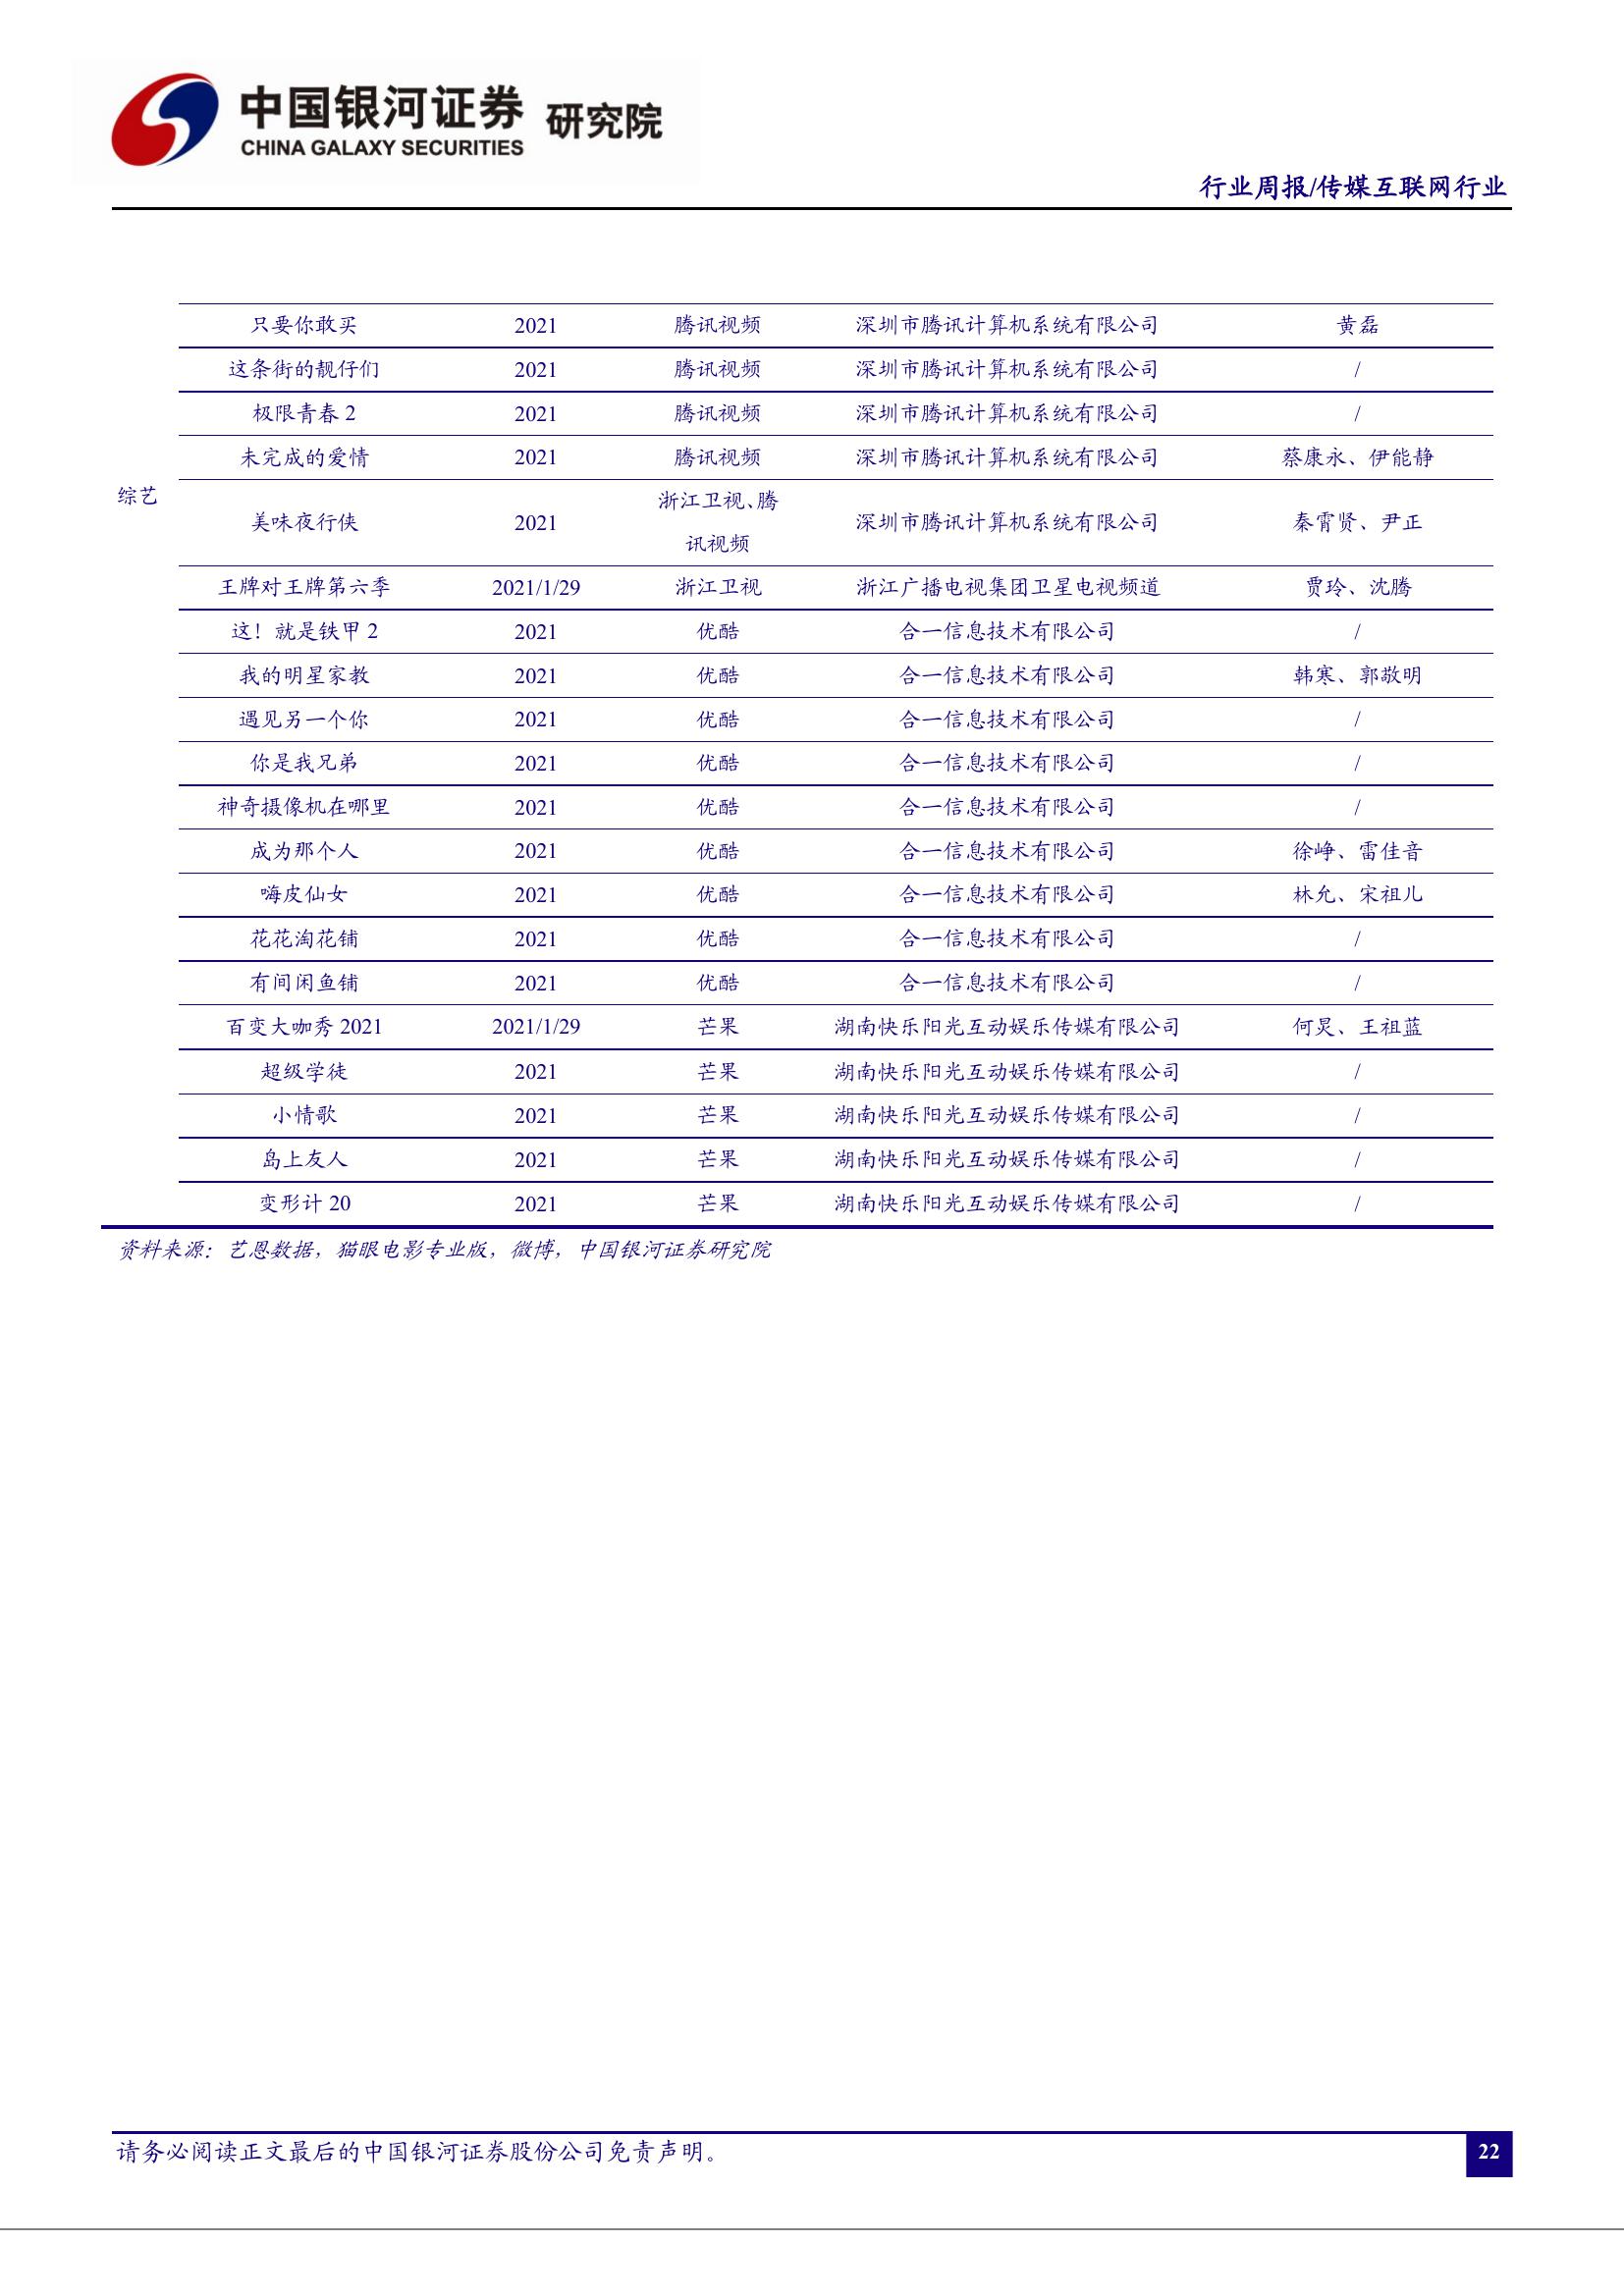 中国银河证券 研究院
CHINA GALAXY SECURITIES
行业周报/传媒互联网行业
只要你敢买 2021 腾讯视频 深圳市腾讯计算机系统有限公司 黄磊
这条街的靓仔们 2021 腾讯视频 深圳市腾讯计算机系统有限公司 /
极限青春 2 2021 腾讯视频 深圳市腾讯计算机系统有限公司 /
未完成的爱情 2021 腾讯视频 深圳市腾讯计算机系统有限公司 蔡康永、伊能静
综艺
美味夜行侠 2021 浙江卫视、腾
讯视频 深圳市腾讯计算机系统有限公司 秦霄贤、尹正
王牌对王牌第六季 2021/1/29 浙江卫视 浙江广播电视集团卫星电视频道 贾玲、沈腾
这！就是铁甲 2 2021 优酷 合一信息技术有限公司 /
我的明星家教 2021 优酷 合一信息技术有限公司 韩寒、郭敬明
遇见另一个你 2021 优酷 合一信息技术有限公司 /
你是我兄弟 2021 优酷 合一信息技术有限公司 /
神奇摄像机在哪里 2021 优酷 合一信息技术有限公司 /
成为那个人 2021 优酷 合一信息技术有限公司 徐峥、雷佳音
嗨皮仙女 2021 优酷 合一信息技术有限公司 林允、宋祖儿
花花淘花铺 2021 优酷 合一信息技术有限公司 /
有间闲鱼铺 2021 优酷 合一信息技术有限公司 /
百变大咖秀 2021 2021/1/29 芒果 湖南快乐阳光互动娱乐传媒有限公司 何炅、王祖蓝
超级学徒 2021 芒果 湖南快乐阳光互动娱乐传媒有限公司 /
小情歌 2021 芒果 湖南快乐阳光互动娱乐传媒有限公司 /
岛上友人 2021 芒果 湖南快乐阳光互动娱乐传媒有限公司 /
变形计 20 2021 芒果 湖南快乐阳光互动娱乐传媒有限公司 /
资料来源：艺恩数据，猫眼电影专业版，微博，中国银河证券研究院
请务必阅读正文最后的中国银河证券股份公司免责声明。
22